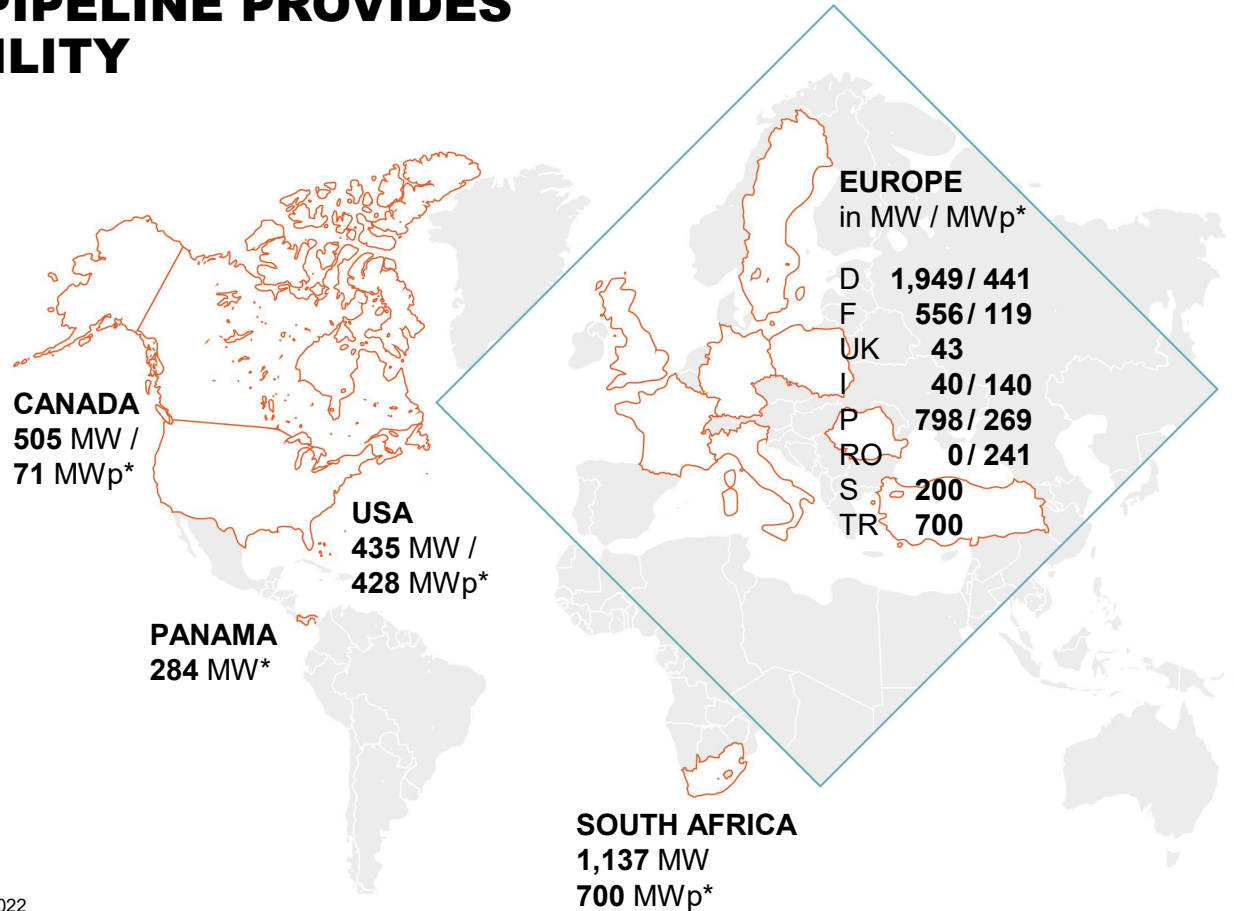 PIPELINE PROVIDES
ILITY
EUROPE
in MW / MWp*
D 1,949 / 441
F 556 / 119
UK 43
I 40 / 140
P 798 / 269
RO 0 / 241
S 200
TR 700
CANADA
505 MW /
71 MWp*
USA
435 MW /
428 MWp*
PANAMA
284 MW*
SOUTH AFRICA
1,137 MW
700 MWp*
022